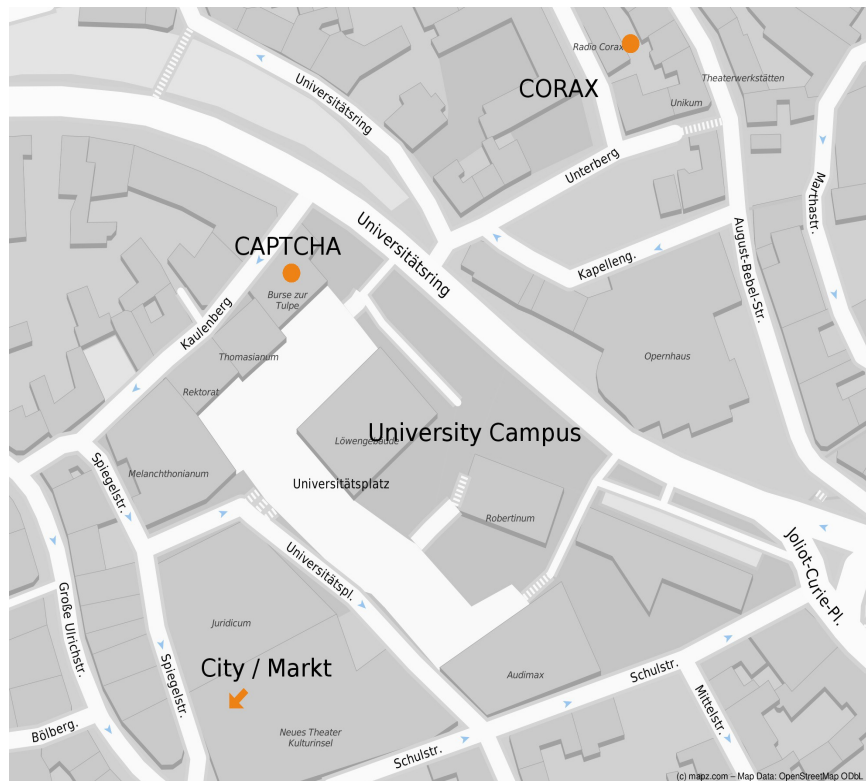 Radio Corax
Theaterwerkstätten
CORAX
Unikum
Universitätsring
Unterberg
Marthastr.
CAPTCHA
Universitätsring
Kapelleng.
August-Bebel-Str.
Burse zur
Tulpe
Kaulenberg
Thomasianum
Opernhaus
Rektorat
Löwengebäude
University Campus
Spiegelstr.
Melanchthonianum
Universitätsplatz
Robertinum
Joliot-Curie-Pl.
Universitätspl.
Große Ulrichstr.
Juridicum
City / Markt
Spiegelstr.
Audimax
Schulstr.
Mittelstr.
Bölberg.
Neues Theater
Kulturinsel
Schulstr.
(c) mapz.com – Map Data: OpenStreetMap ODbL